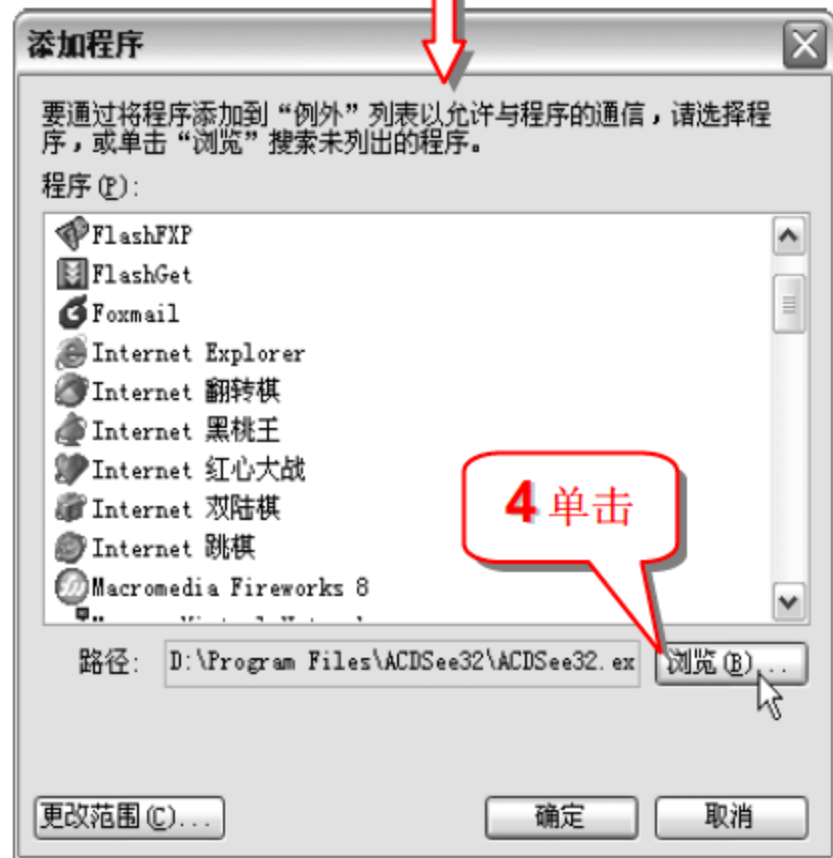 添加程序
要通过将程序添加到“例外”列表以允许与程序的通信,请选择程
序,或单击“浏览”搜索未列出的程序。
程序(P):
FlashFXP
FlashGet
Foxmail
Internet Explorer
Internet 翻转棋
Internet 黑桃王
Internet 红心大战
Internet 双陆棋
Internet 跳棋
Macromedia Fireworks 8
4 单击
路径: D:\Program Files\ACDSee32\ACDSee32.ex 浏览(B)...
更改范围(C)... 确定 取消